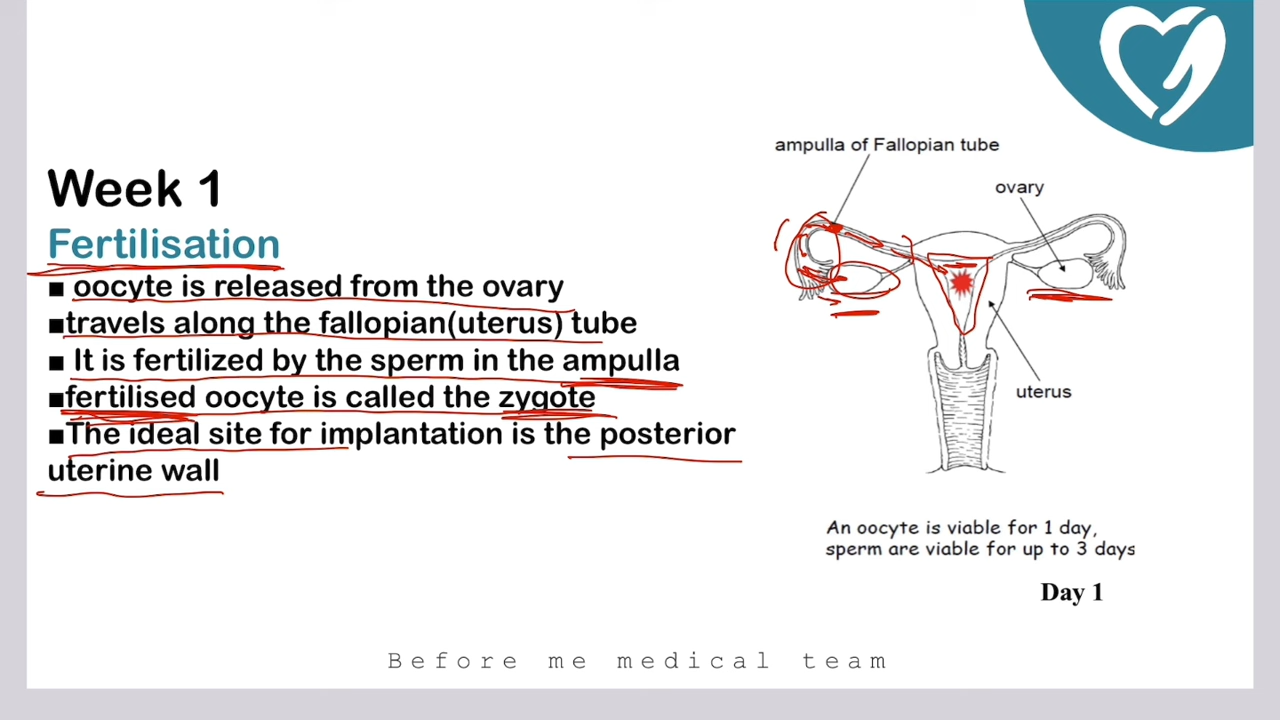 Week 1
Fertilisation
■ oocyte is released from the ovary
■travels along the fallopian(uterus) tube
■ It is fertilized by the sperm in the ampulla
■fertilised oocyte is called the zygote
■The ideal site for implantation is the posterior
uterine wall
ampulla of Fallopian tube
ovary
uterus
An oocyte is viable for 1 day,
sperm are viable for up to 3 days
Day 1
Before me medical team